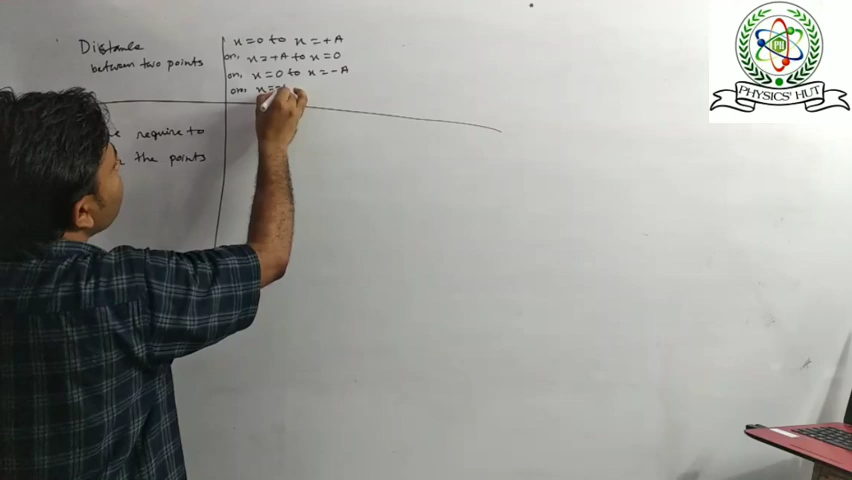 Distance
between two points
x=0 to x=+A
or, x=+A to x=0
or, x=0 to x=-A
or, x=
require to
the points
PHYSICS' HUT
PH